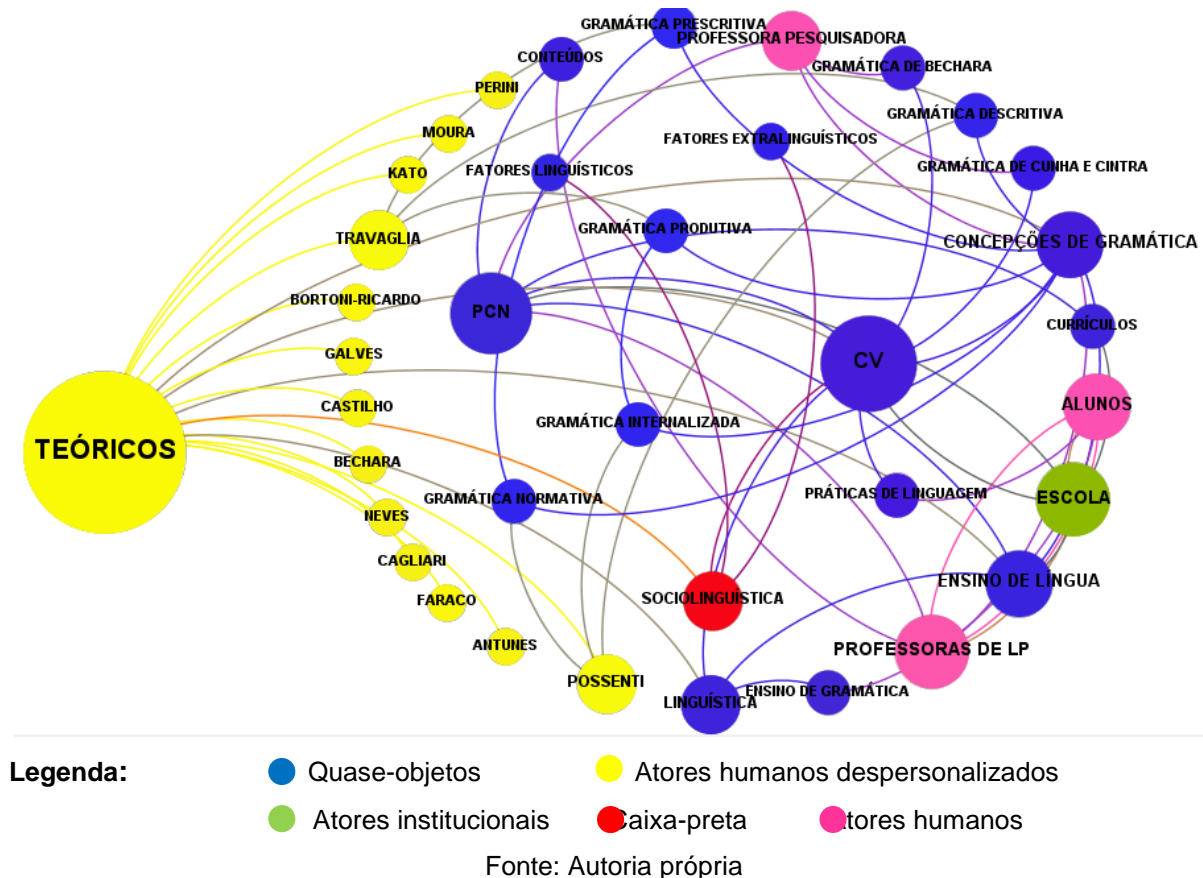 GRAMÁTICA PRESCRITIVA
PROFESSORA PESQUISADORA
CONTEÚDOS
GRAMÁTICA DE BECHARA
PERINI
GRAMÁTICA DESCRITIVA
MOURA
FATORES EXTRALINGUÍSTICOS
KATO
FATORES LINGUÍSTICOS
GRAMÁTICA DE CUNHA E CINTRA
TRAVAGLIA
GRAMÁTICA PRODUTIVA
CONCEPÇÕES DE GRAMÁTICA
BORTONI-RICARDO
PCN
CURRÍCULOS
GALVES
CV
CASTILHO
ALUNOS
GRAMÁTICA INTERNALIZADA
TEÓRICOS
BECHARA
GRAMÁTICA NORMATIVA
PRÁTICAS DE LINGUAGEM
ESCOLA
NEVES
CAGLIARI
ENSINO DE LÍNGUA
FARACO
SOCIOLINGUÍSTICA
ANTUNES
PROFESSORAS DE LP
POSSENTI
ENSINO DE GRAMÁTICA
LINGUÍSTICA
Legenda:
Quase-objetos
Atores humanos despersonalizados
Atores institucionais
Caixa-preta
Atores humanos
Fonte: Autoria própria